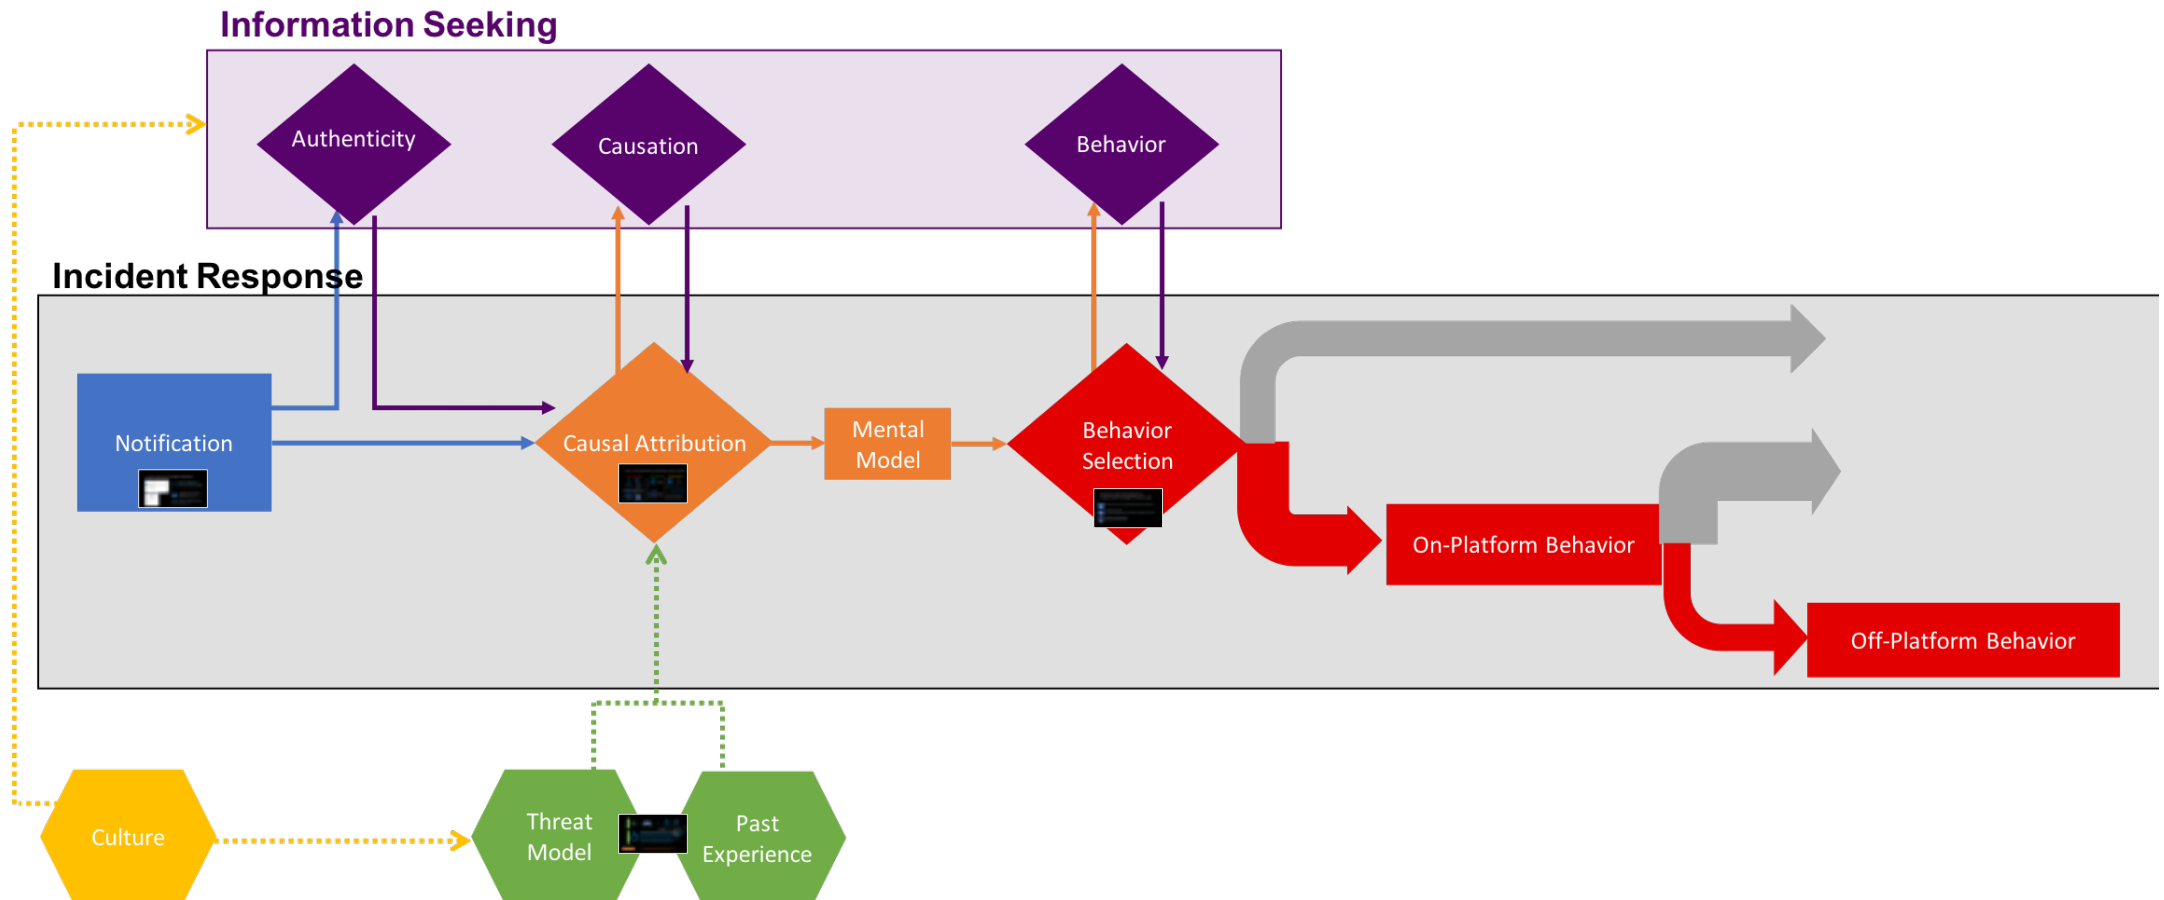 Information Seeking
Authenticity
Causation
Behavior
Incident Response
Notification
Causal Attribution
Mental
Model
Behavior
Selection
On-Platform Behavior
Off-Platform Behavior
Culture
Threat
Model
Past
Experience